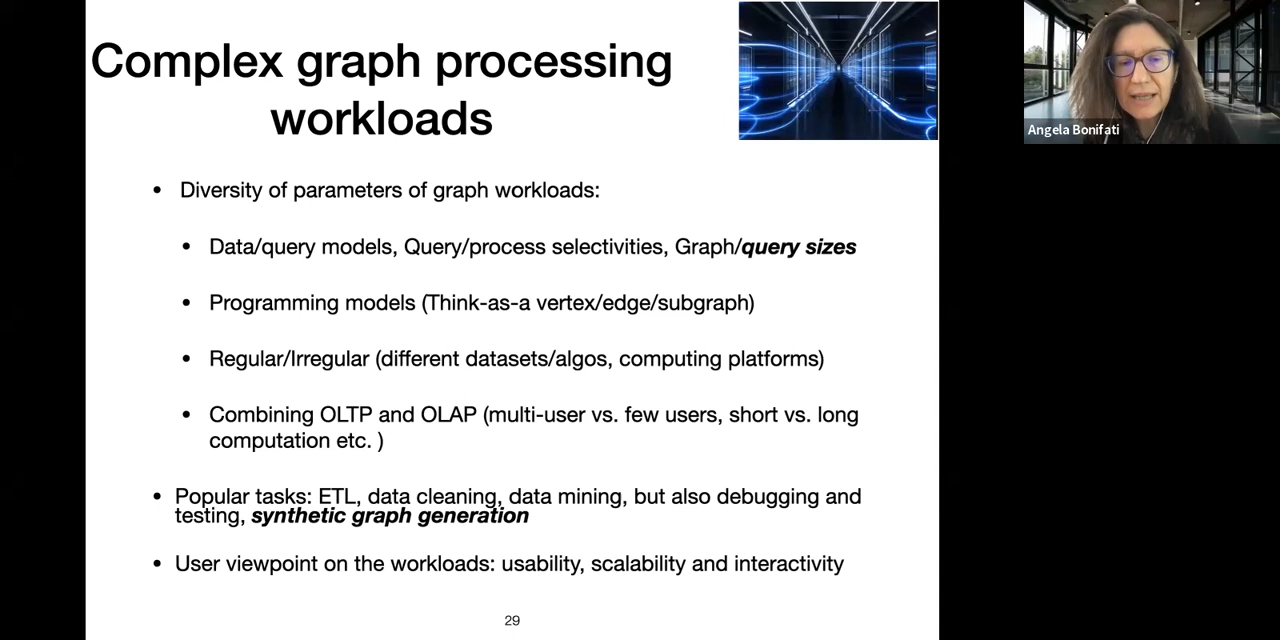 Complex graph processing
workloads
Angela Bonifati
• Diversity of parameters of graph workloads:
• Data/query models, Query/process selectivities, Graph/query sizes
• Programming models (Think-as-a vertex/edge/subgraph)
• Regular/Irregular (different datasets/algos, computing platforms)
• Combining OLTP and OLAP (multi-user vs. few users, short vs. long
computation etc. )
• Popular tasks: ETL, data cleaning, data mining, but also debugging and
testing, synthetic graph generation
• User viewpoint on the workloads: usability, scalability and interactivity
29